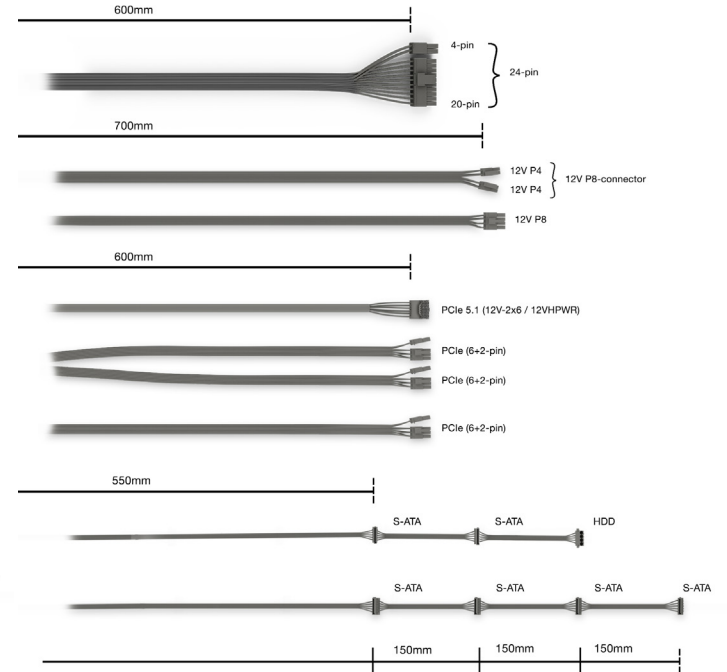 600mm
4-pin
24-pin
20-pin
700mm
12V P4
12V P4
12V P8-connector
12V P8
600mm
PCIe 5.1 (12V-2x6 / 12VHPWR)
PCIe (6+2-pin)
PCIe (6+2-pin)
PCIe (6+2-pin)
550mm
S-ATA S-ATA HDD
S-ATA S-ATA S-ATA S-ATA
150mm 150mm 150mm